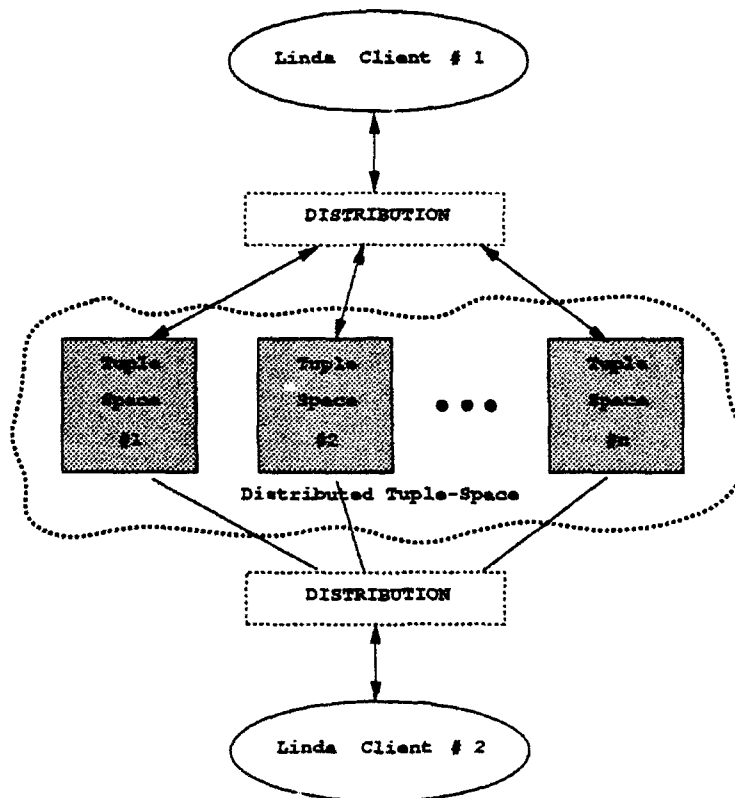 Linda Client # 1
DISTRIBUTION
Tuple
Space
#1
Tuple
Space
#2
Tuple
Space
#n
Distributed Tuple-Space
DISTRIBUTION
Linda Client # 2